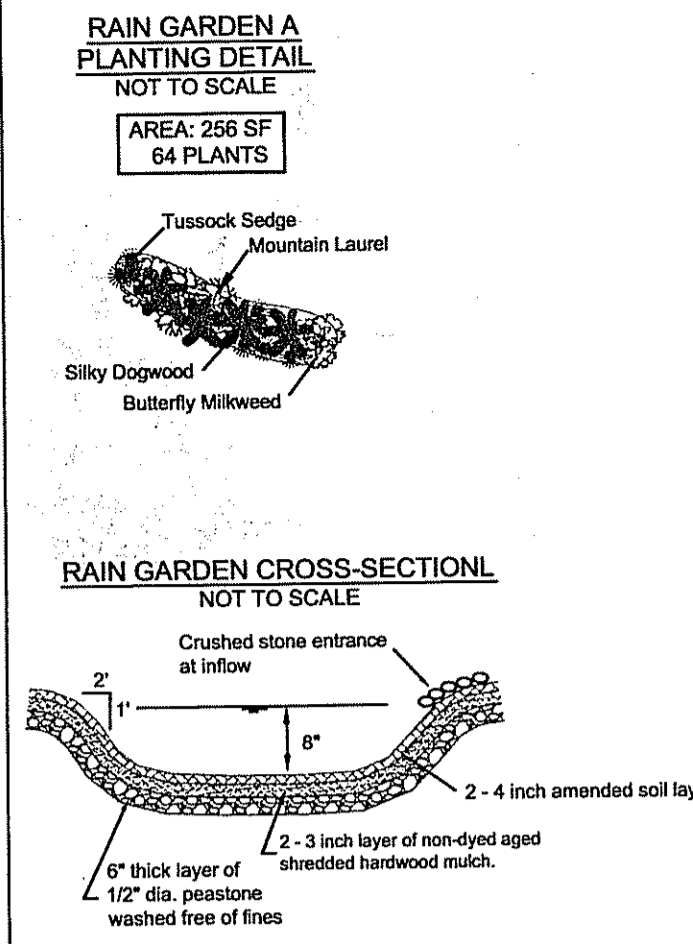 RAIN GARDEN A
PLANTING DETAIL
NOT TO SCALE
AREA: 256 SF
64 PLANTS
Tussock Sedge
Mountain Laurel
Silky Dogwood
Butterfly Milkweed
RAIN GARDEN CROSS-SECTIONL
NOT TO SCALE
Crushed stone entrance
at inflow
2'
1'
8"
2 - 4 inch amended soil lay
2 - 3 inch layer of non-dyed aged
shredded hardwood mulch.
6" thick layer of
1/2" dia. peastone
washed free of fines